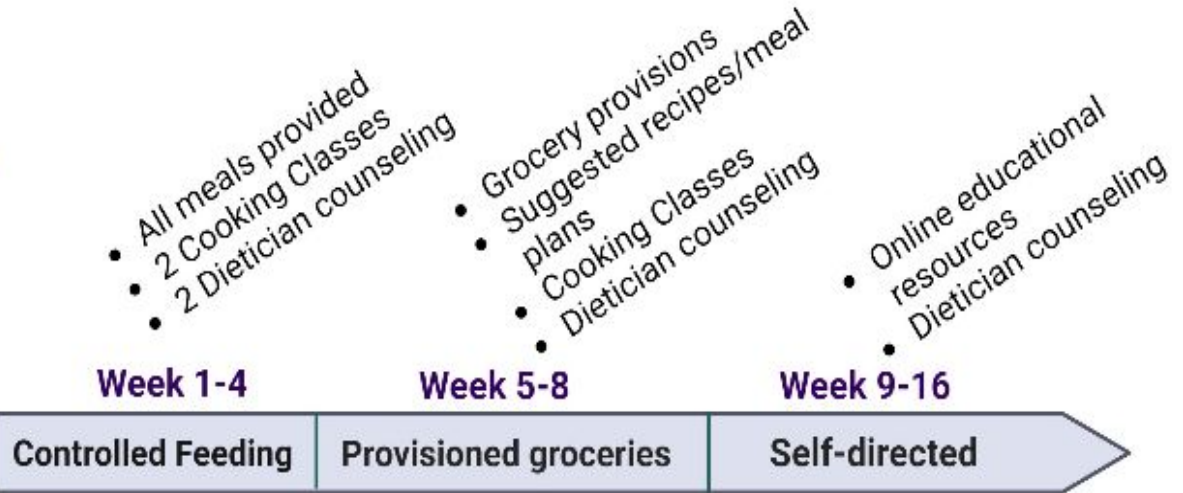 • All meals provided
• 2 Cooking Classes
• 2 Dietician counseling
Week 1-4
Controlled Feeding
• Grocery provisions
• Suggested recipes/meal
plans
• Cooking Classes
• Dietician counseling
Week 5-8
Provisioned groceries
• Online educational
resources
• Dietician counseling
Week 9-16
Self-directed